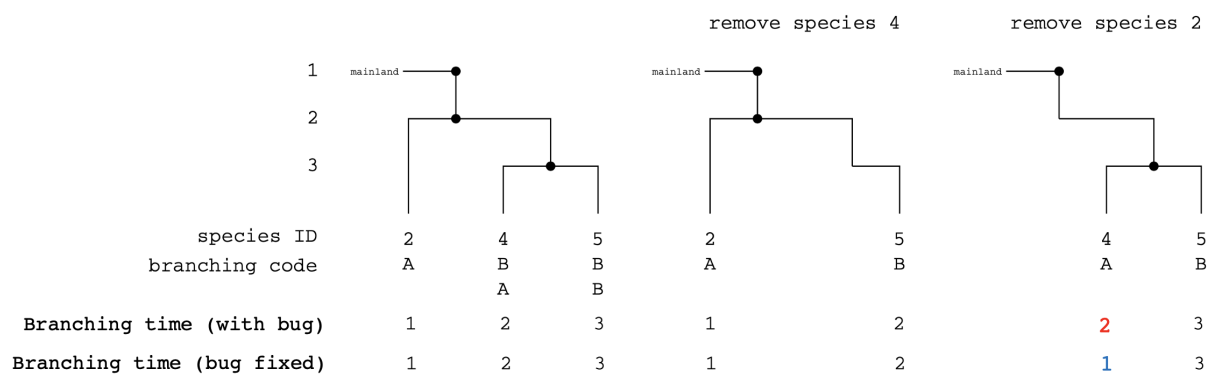 remove species 4 remove species 2
1 mainland mainland mainland
2
3
species ID 2 4 5 2 5 4 5
branching code A B B A B A B
A B
Branching time (with bug) 1 2 3 1 2 2 3
Branching time (bug fixed) 1 2 3 1 2 1 3